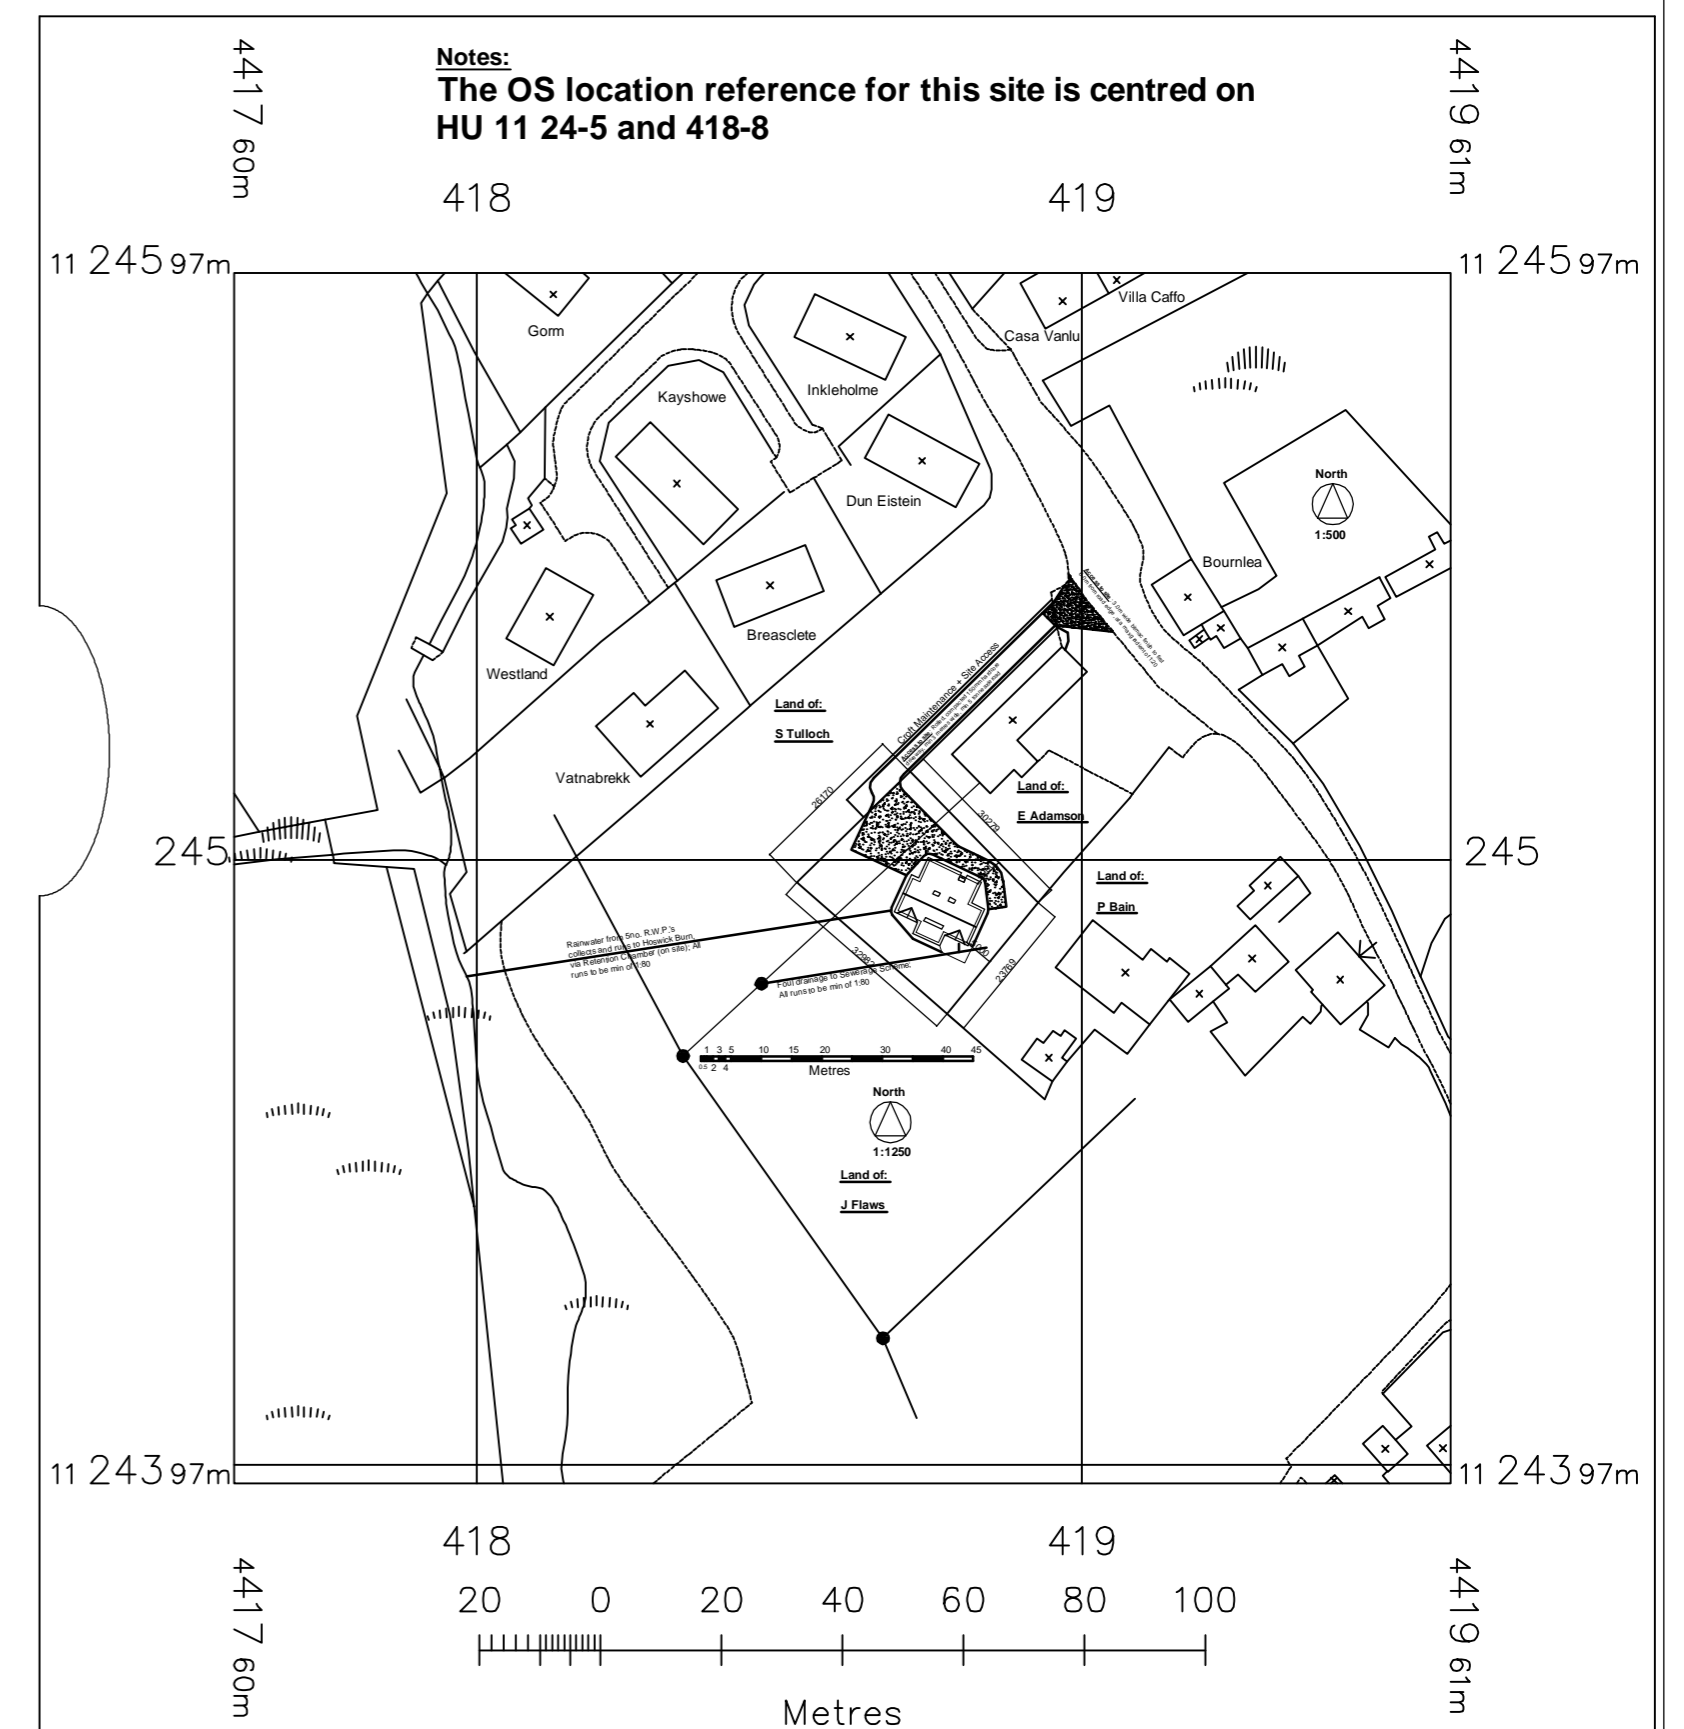 Notes:
The OS location reference for this site is centred on
HU 11 24-5 and 418-8
4417 60m
4419 61m
418
419
11 245 97m
11 245 97m
Gorm
Villa Caffo
Casa Vanlu
Inkleholme
Kayshowe
Dun Eistein
North
1:500
Bournlea
Breasclete
Westland
Croft Maintenance + Site Access
Land of:
S Tulloch
Vatnabrekk
Land of:
E Adamson
26170
30279
245
245
Land of:
P Bain
Rainwater from 5no. R.W.P.'s
collects and runs to Hoswick Burn,
via Retention Chamber (on site); All
runs to be min of 1:80
23769
Foul drainage to Sewerage Scheme;
All runs to be min of 1:80
1 3 5 10 15 20 30 40 45
0.5 2 4
Metres
North
1:1250
Land of:
J Flaws
11 243 97m
11 243 97m
418
419
4417 60m
4419 61m
20 0 20 40 60 80 100
Metres